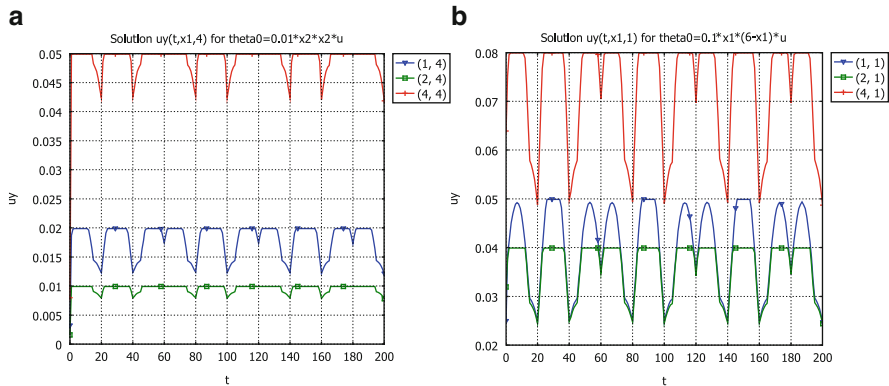 a
Solution uy(t,x1,4) for theta0=0.01*x2*x2*u
0.05
0.045
0.04
0.035
0.03
0.025
0.02
0.015
0.01
0.005
0
uy
0 20 40 60 80 100 120 140 160 180 200
t
(1, 4)
(2, 4)
(4, 4)
b
Solution uy(t,x1,1) for theta0=0.1*x1*(6-x1)*u
0.08
0.07
0.06
0.05
0.04
0.03
0.02
uy
0 20 40 60 80 100 120 140 160 180 200
t
(1, 1)
(2, 1)
(4, 1)